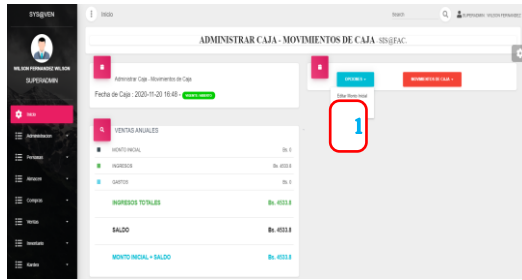 SYS@VEN
INICIO
Search
SUPERADMIN : WILSON FERNANDEZ
ADMINISTRAR CAJA - MOVIMIENTOS DE CAJA -SIS@FAC.
WILSON FERNANDEZ WILSON
SUPERADMIN
Inicio
Administracion
Personas
Almacen
Compras
Ventas
Inventario
Kardex
Administrar Caja - Movimientos de Caja
Fecha de Caja : 2020-11-20 16:48 -
OPCIONES
MOVIMIENTOS DE CAJA
Editar Monto Inicial
1
VENTAS ANUALES
MONTO INICIAL Bs. 0
INGRESOS Bs. 4533.8
GASTOS Bs. 0
INGRESOS TOTALES Bs. 4533.8
SALDO Bs. 4533.8
MONTO INICIAL + SALDO Bs. 4533.8